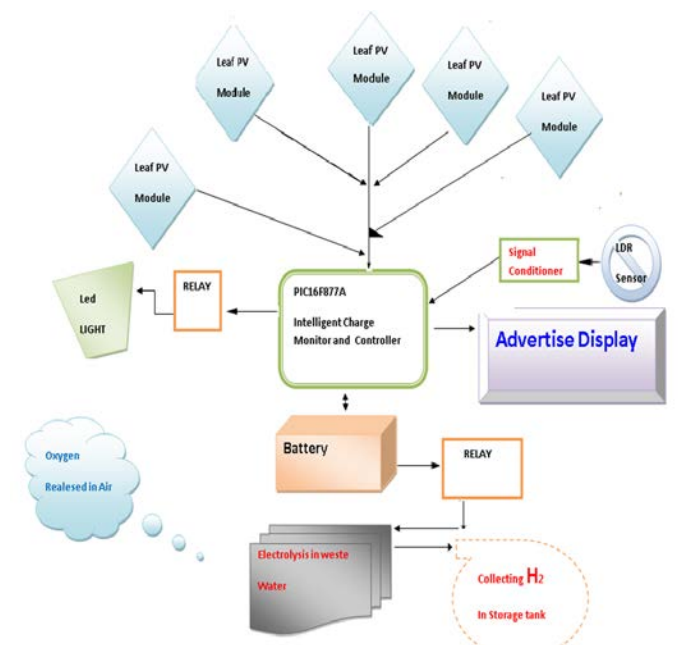 Leaf PV
Module
Leaf PV
Module
Leaf PV
Module
Leaf PV
Module
Leaf PV
Module
Signal
Conditioner
LDR
Sensor
Led
LIGHT
RELAY
PIC16F877A
Intelligent Charge
Monitor and Controller
Advertise Display
Battery
RELAY
Oxygen
Realesed in Air
Electrolysis in weste
Water
Collecting H2
In Storage tank